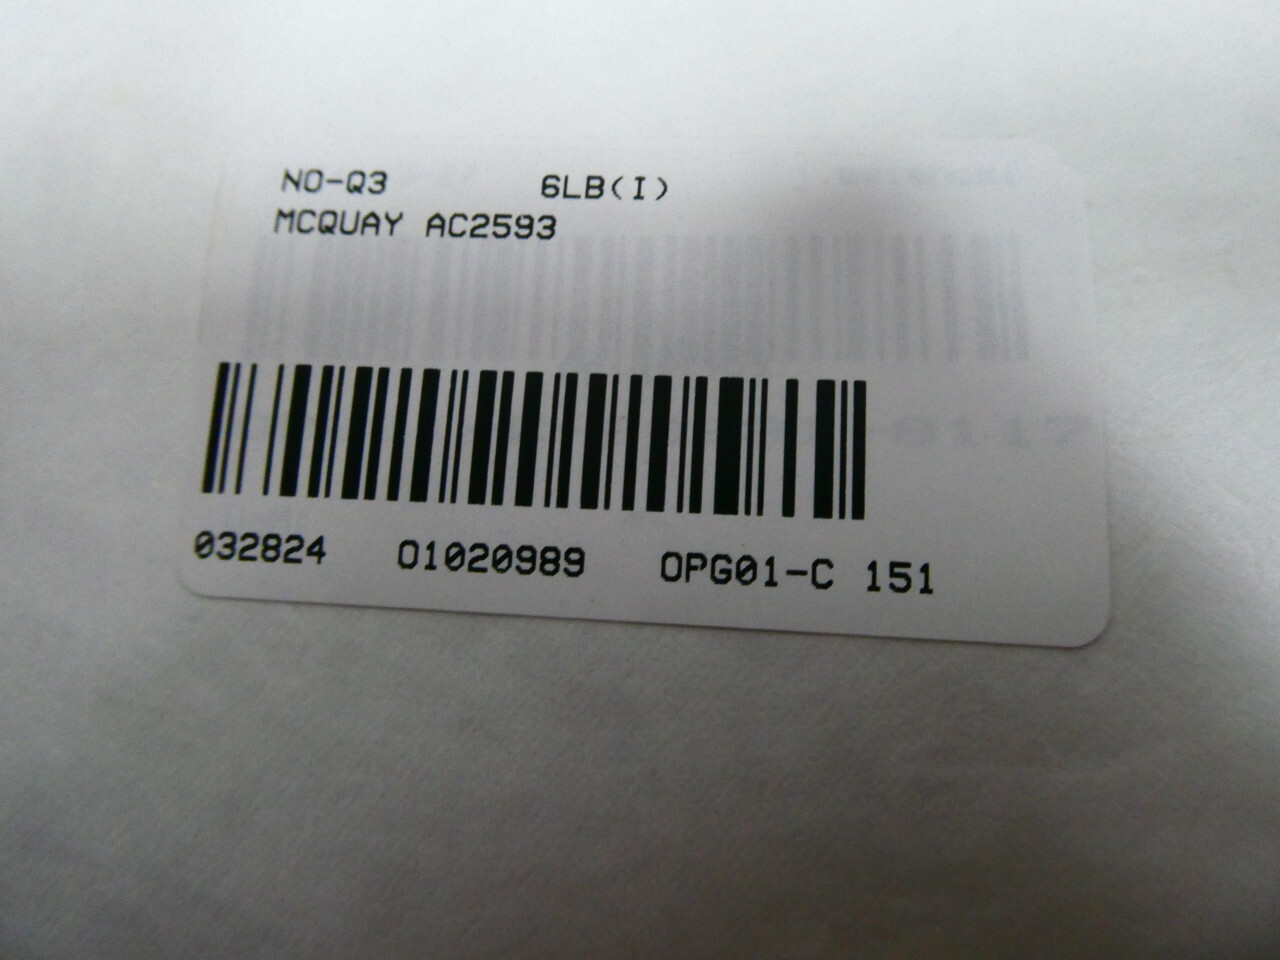 NO-Q3 6LB(I)
MCQUAY AC2593
032824 01020989 OPG01-C 151